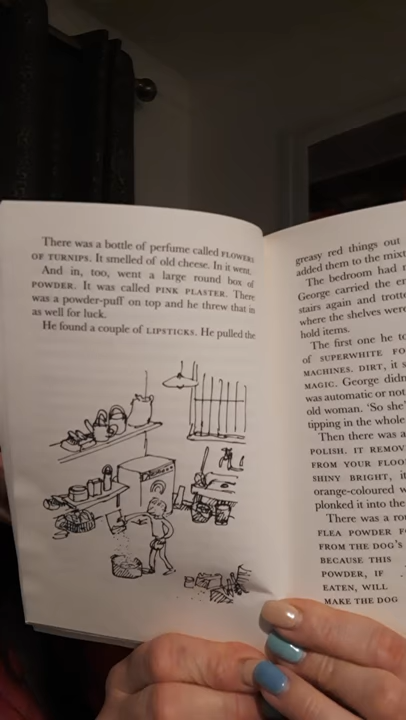 There was a bottle of perfume called FLOWERS
OF TURNIPS. It smelled of old cheese. In it went.
And in, too, went a large round box of
POWDER. It was called PINK PLASTER. There
was a powder-puff on top and he threw that in
as well for luck.
He found a couple of LIPSTICKS. He pulled the
greasy red things out
added them to the mixt
The bedroom had n
George carried the en
stairs again and trotte
where the shelves were
hold items.
The first one he to
of SUPERWHITE FO
MACHINES. DIRT, it s
MAGIC. George didn
was automatic or not
old woman. 'So she'
tipping in the whole
Then there was a
POLISH. IT REMOV
FROM YOUR FLOO
SHINY BRIGHT, it
orange-coloured w
plonked it into the
There was a rou
FLEA POWDER FO
FROM THE DOG'S
BECAUSE THIS
POWDER, IF
EATEN, WILL
MAKE THE DOG